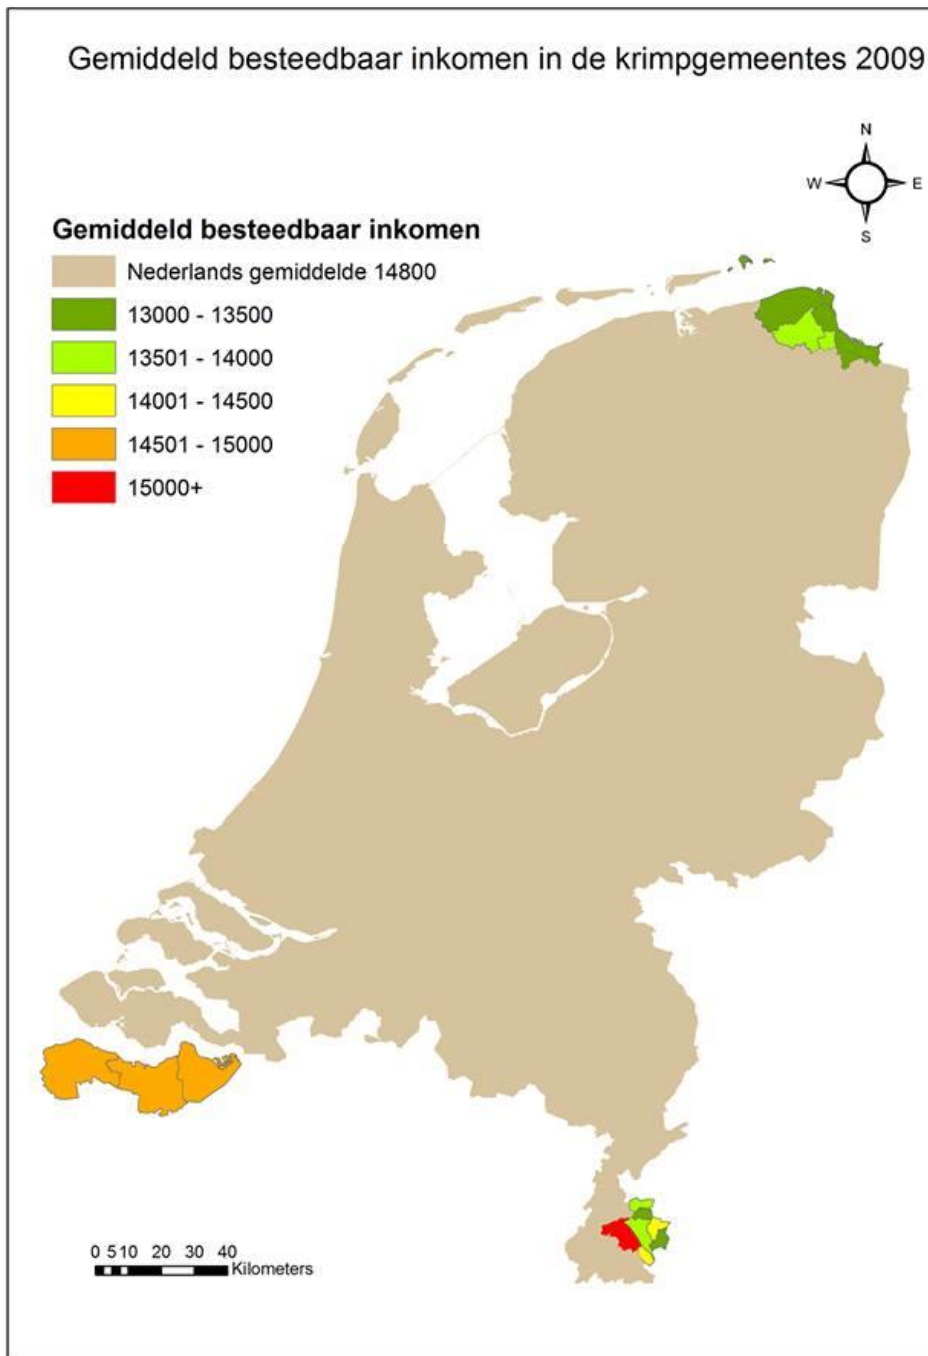 Gemiddeld besteedbaar inkomen in de krimpgemeentes 2009
N
W
E
S
Gemiddeld besteedbaar inkomen
Nederlands gemiddelde 14800
13000 - 13500
13501 - 14000
14001 - 14500
14501 - 15000
15000+
0 5 10 20 30 40
Kilometers